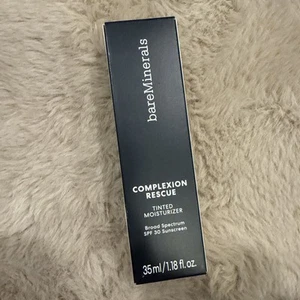 bareMinerals
COMPLEXION
RESCUE
TINTED
MOISTURIZER
Broad Spectrum
SPF 30 Sunscreen
35ml/1.18 fl.oz.